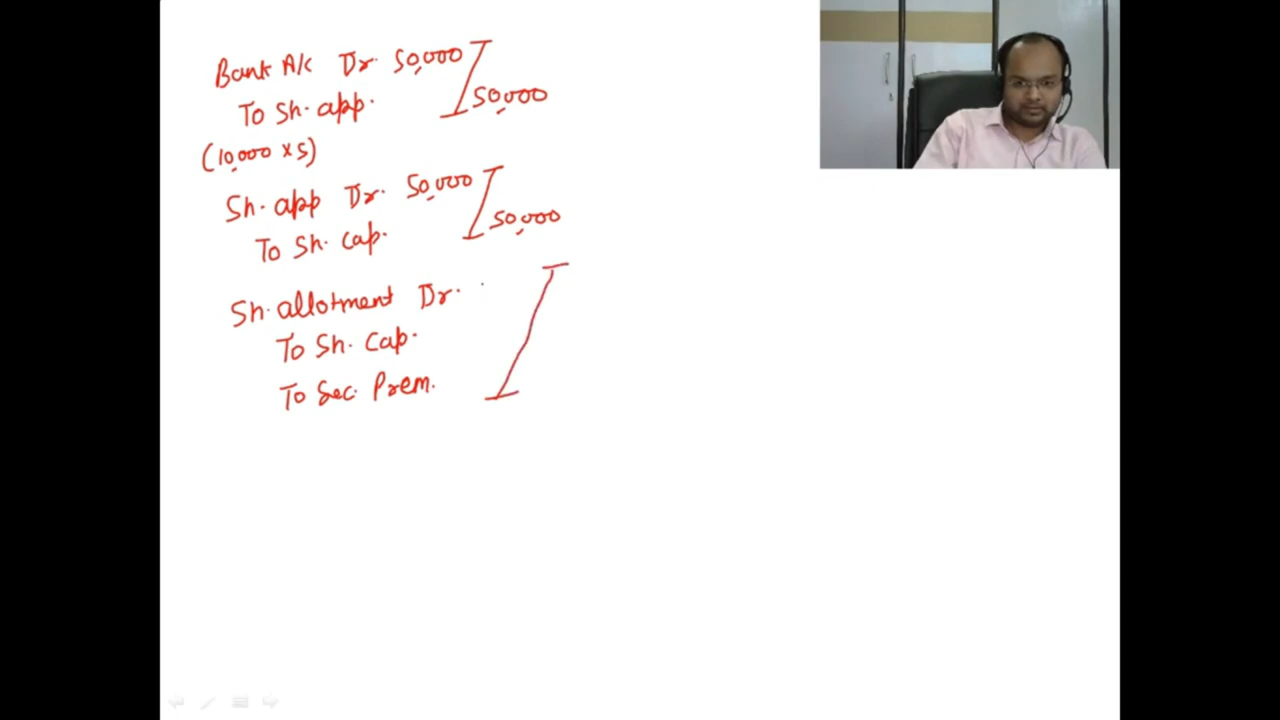 Bank A/c Dr. 50,000
To Sh. app. 50,000
(10,000 x 5)
Sh. app Dr. 50,000
To Sh. Cap. 50,000
Sh. allotment Dr.
To Sh. Cap.
To Sec. Prem.